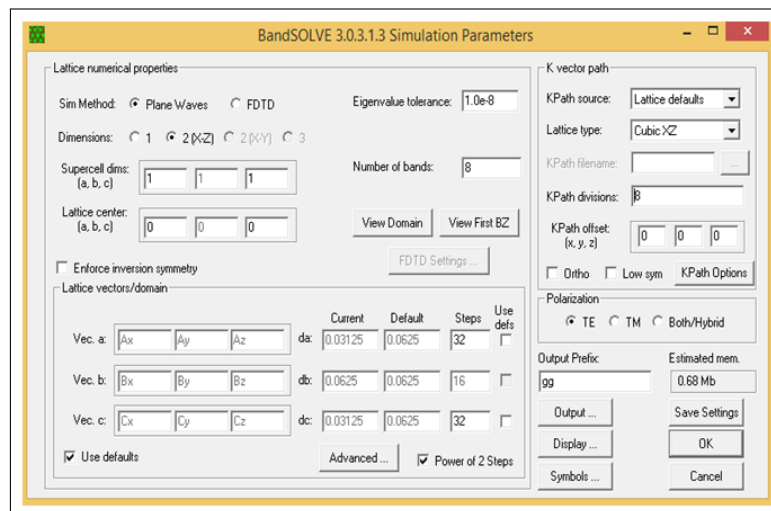 BandSOLVE 3.0.3.1.3 Simulation Parameters
Lattice numerical properties
Sim Method: Plane Waves FDTD
Eigenvalue tolerance: 1.0e-8
Dimensions: 1 2 (X-Z) 2 (X-Y) 3
Supercell dims: (a, b, c) 1 1 1
Number of bands: 8
Lattice center: (a, b, c) 0 0 0
View Domain View First BZ
Enforce inversion symmetry
FDTD Settings ...
Lattice vectors/domain
Current Default Steps Use defs
Vec. a: Ax Ay Az da: 0.03125 0.0625 32
Vec. b: Bx By Bz db: 0.0625 0.0625 16
Vec. c: Cx Cy Cz dc: 0.03125 0.0625 32
Use defaults Advanced ... Power of 2 Steps
K vector path
KPath source: Lattice defaults
Lattice type: Cubic XZ
KPath filename: ...
KPath divisions: 8
KPath offset: (x, y, z) 0 0 0
Ortho Low sym KPath Options
Polarization
TE TM Both/Hybrid
Output Prefix: Estimated mem.
gg 0.68 Mb
Output ... Save Settings
Display ... OK
Symbols ... Cancel